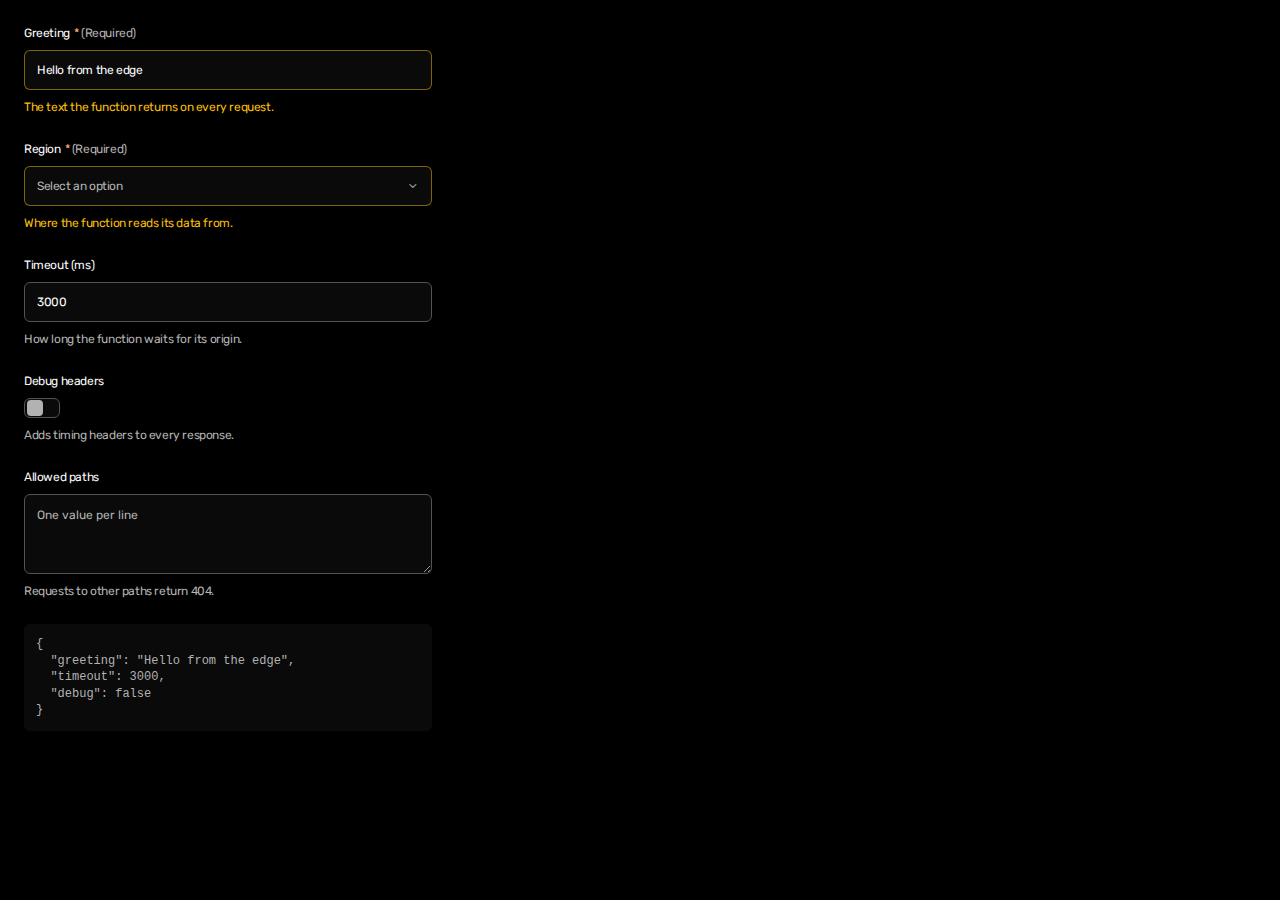 Greeting * (Required)
Hello from the edge
The text the function returns on every request.
Region * (Required)
Select an option
Where the function reads its data from.
Timeout (ms)
3000
How long the function waits for its origin.
Debug headers
Adds timing headers to every response.
Allowed paths
One value per line
Requests to other paths return 404.
{
  "greeting": "Hello from the edge",
  "timeout": 3000,
  "debug": false
}